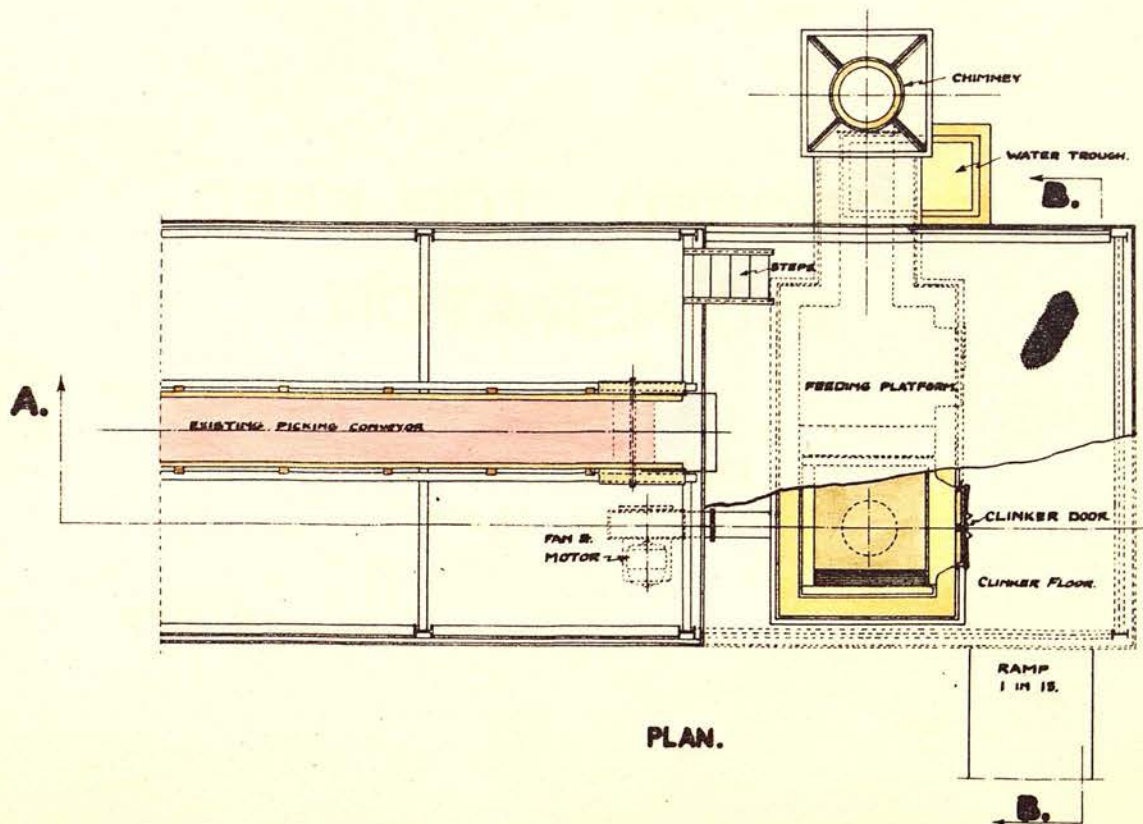 CHIMNEY
WATER TROUGH.
B.
STEPS.
FEEDING PLATFORM.
A.
EXISTING PICKING CONVEYOR
FAN &
MOTOR
CLINKER DOOR
CLINKER FLOOR.
RAMP
1 IN 15.
PLAN.
B.